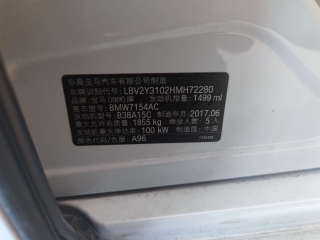 华晨宝马汽车有限公司制造
车辆识别代号: LBV2Y3102HMH72280
品牌: 宝马 (BMW) 牌 发动机排量: 1499 ml
整车型号: BMW7154AC
发动机型号: B38A15C 制造年月: 2017.06
最大允许总质量: 1855 kg 乘坐人数: 5 人
发动机最大净功率: 100 kW 制造国: 中国
颜色代码/色圈: A96